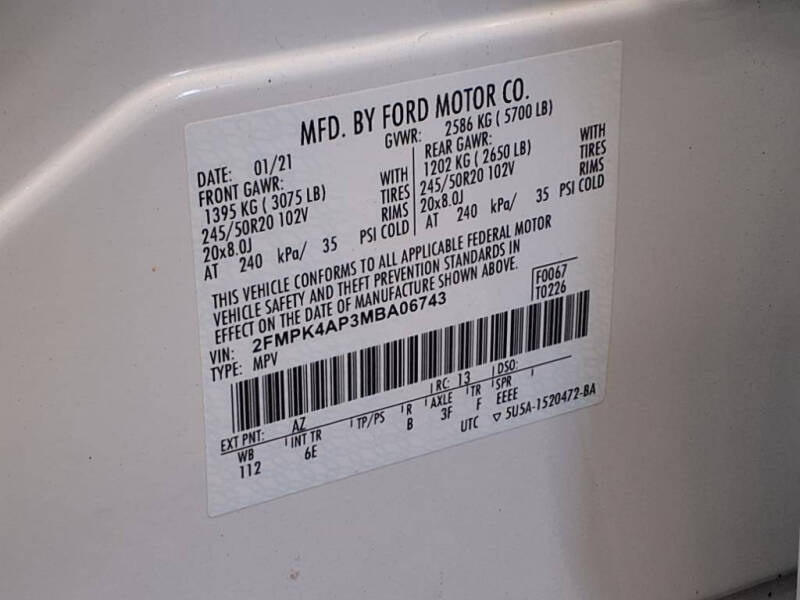 MFD. BY FORD MOTOR CO.
DATE: 01/21 GVWR: 2586 KG ( 5700 LB)
FRONT GAWR: REAR GAWR:
1395 KG ( 3075 LB) WITH 1202 KG ( 2650 LB) WITH
245/50R20 102V TIRES 245/50R20 102V TIRES
20x8.0J RIMS 20x8.0J RIMS
AT 240 kPa/ 35 PSI COLD AT 240 kPa/ 35 PSI COLD
THIS VEHICLE CONFORMS TO ALL APPLICABLE FEDERAL MOTOR
VEHICLE SAFETY AND THEFT PREVENTION STANDARDS IN
EFFECT ON THE DATE OF MANUFACTURE SHOWN ABOVE.
VIN: 2FMPK4AP3MBA06743 F0067
TYPE: MPV T0226
EXT PNT: AZ RC: 13 DSO:
WB INT TR TP/PS R AXLE TR SPR
112 6E B 3F F EEEE
UTC ▽ 5U5A-1520472-BA